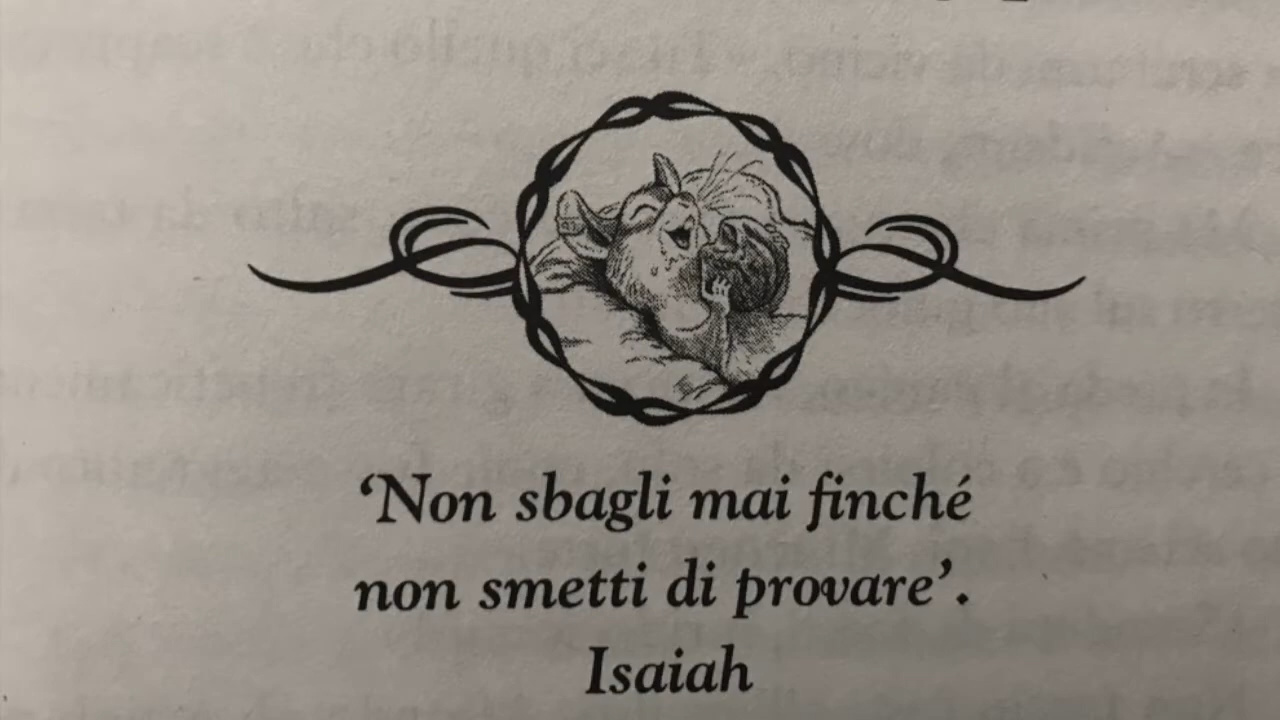 ‘Non sbagli mai finché
non smetti di provare’.
Isaiah